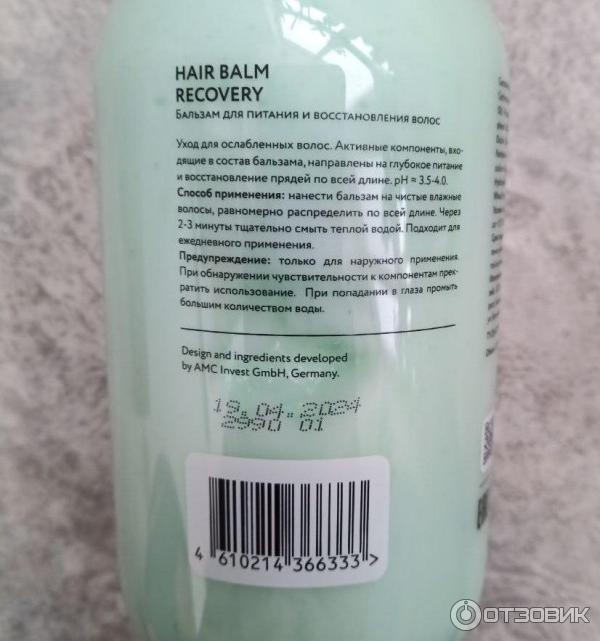 HAIR BALM
RECOVERY
Бальзам для питания и восстановления волос
Уход для ослабленных волос. Активные компоненты, вхо-
дящие в состав бальзама, направлены на глубокое питание
и восстановление прядей по всей длине. pH ≈ 3.5-4.0.
Способ применения: нанести бальзам на чистые влажные
волосы, равномерно распределить по всей длине. Через
2-3 минуты тщательно смыть теплой водой. Подходит для
ежедневного применения.
Предупреждение: только для наружного применения.
При обнаружении чувствительности к компонентам прек-
ратить использование. При попадании в глаза промыть
большим количеством воды.
Design and ingredients developed
by AMC Invest GmbH, Germany.
19.04.2024
2990 01
4 610214 366333 >
ОТЗОВИК